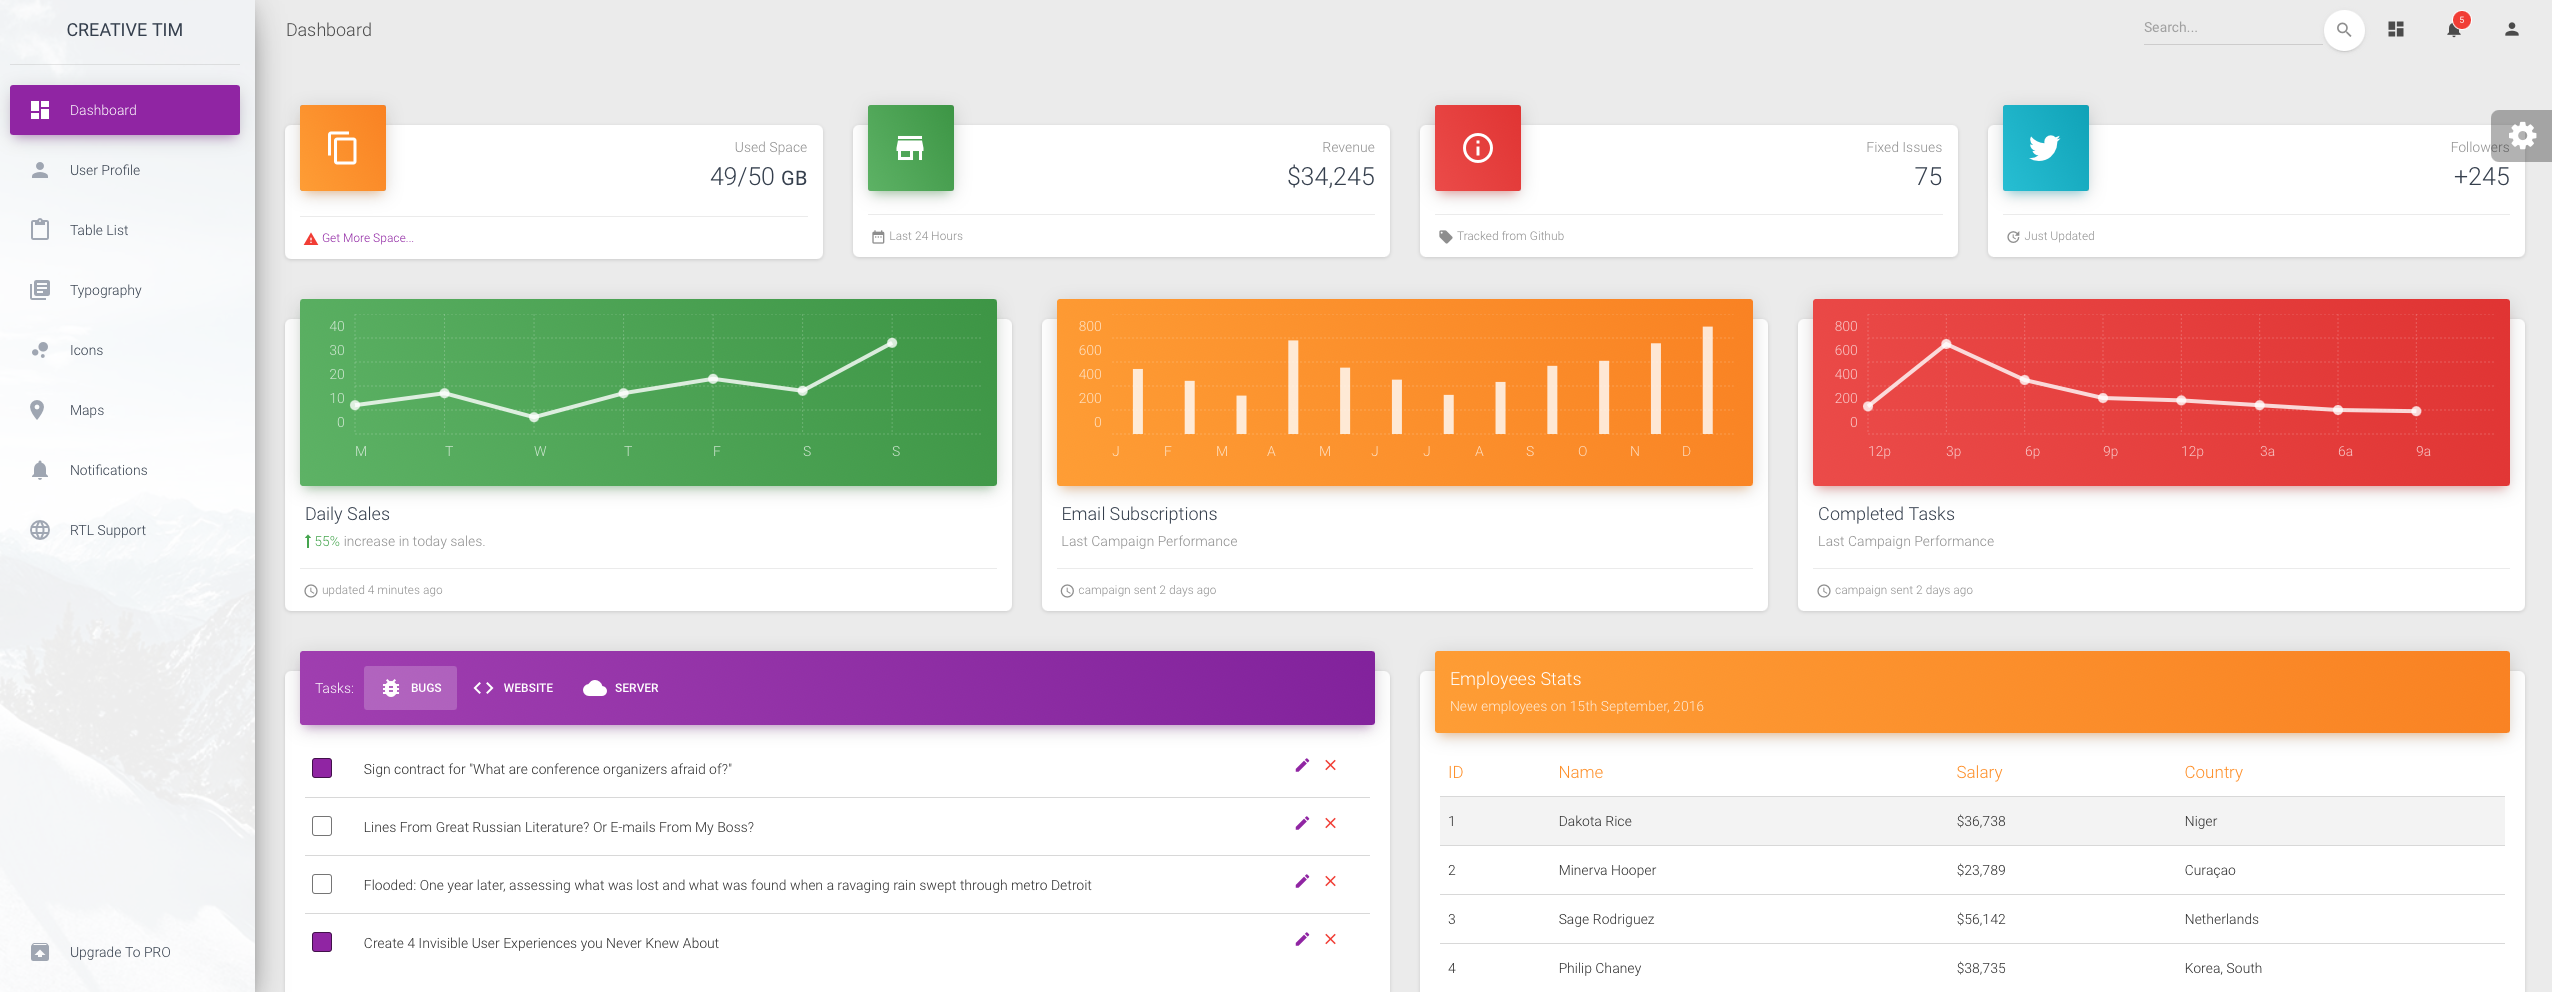 CREATIVE TIM
Dashboard
User Profile
Table List
Typography
Icons
Maps
Notifications
RTL Support
Upgrade To PRO
Dashboard
Search...
5
Used Space
49/50 GB
Get More Space...
Revenue
$34,245
Last 24 Hours
Fixed Issues
75
Tracked from Github
Followers
+245
Just Updated
40
30
20
10
0
M T W T F S S
Daily Sales
55% increase in today sales.
updated 4 minutes ago
800
600
400
200
0
J F M A M J J A S O N D
Email Subscriptions
Last Campaign Performance
campaign sent 2 days ago
800
600
400
200
0
12p 3p 6p 9p 12p 3a 6a 9a
Completed Tasks
Last Campaign Performance
campaign sent 2 days ago
Tasks: BUGS WEBSITE SERVER
Sign contract for "What are conference organizers afraid of?"
Lines From Great Russian Literature? Or E-mails From My Boss?
Flooded: One year later, assessing what was lost and what was found when a ravaging rain swept through metro Detroit
Create 4 Invisible User Experiences you Never Knew About
Employees Stats
New employees on 15th September, 2016
ID Name Salary Country
1 Dakota Rice $36,738 Niger
2 Minerva Hooper $23,789 Curaçao
3 Sage Rodriguez $56,142 Netherlands
4 Philip Chaney $38,735 Korea, South